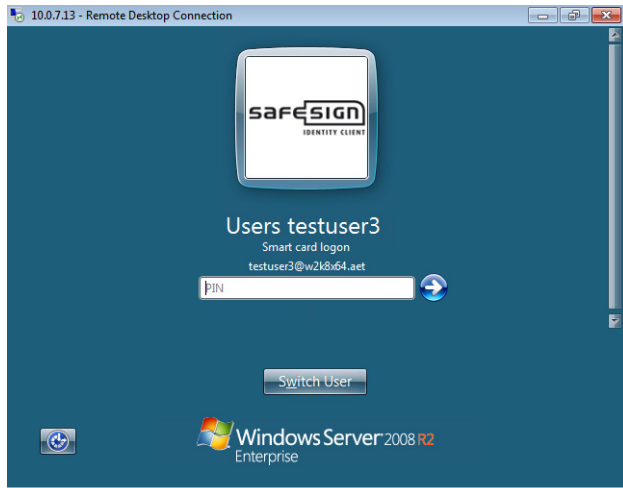 10.0.7.13 - Remote Desktop Connection
safesign
IDENTITY CLIENT
Users testuser3
Smart card logon
testuser3@w2k8x64.aet
PIN
Switch User
Windows Server 2008 R2
Enterprise